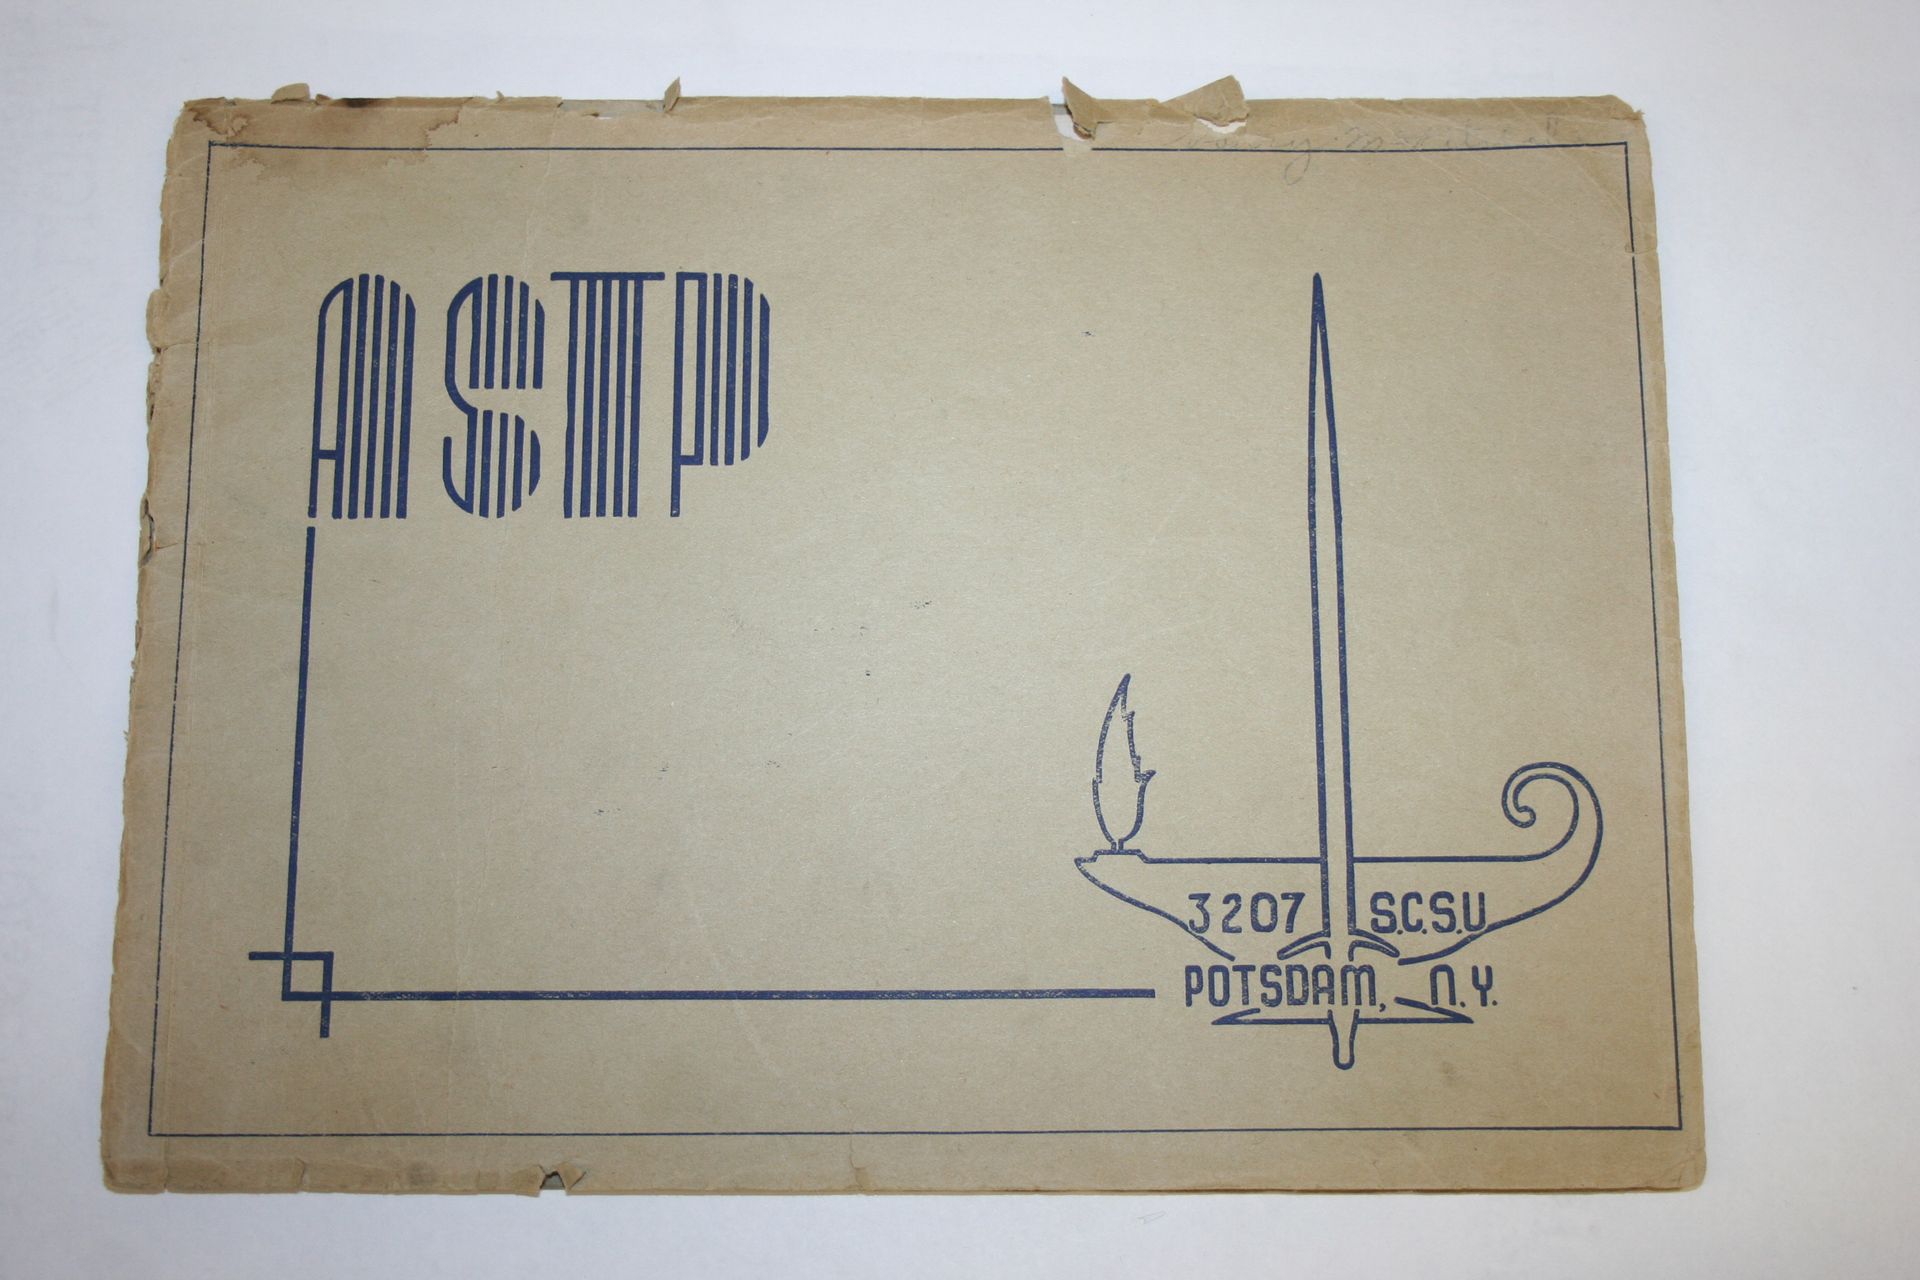 ASTP
3207 S.C.S.U
POTSDAM, N.Y.